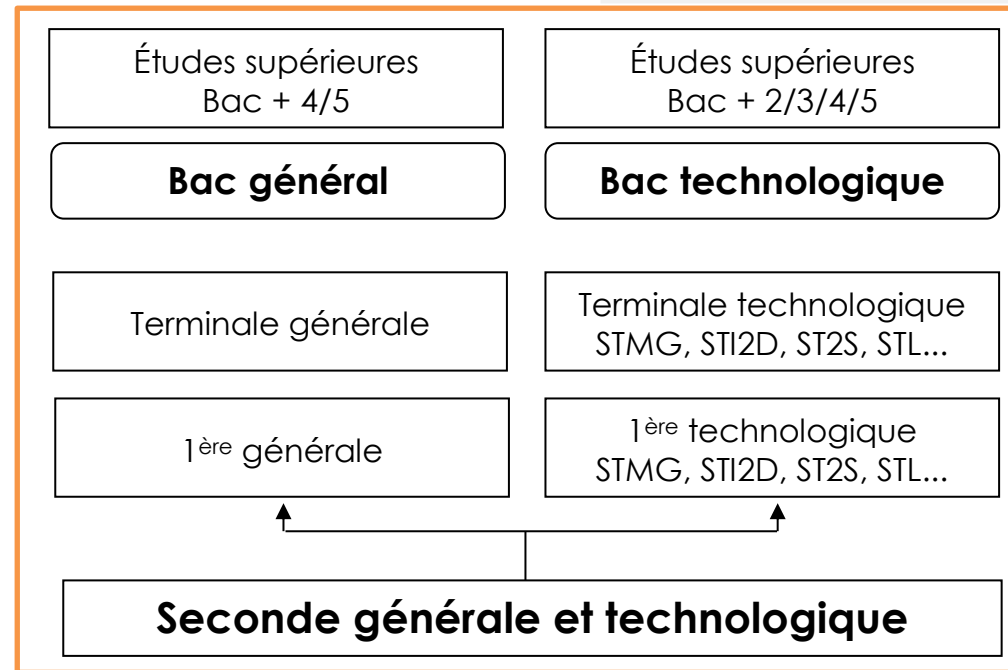 Études supérieures
Bac + 4/5
Études supérieures
Bac + 2/3/4/5
Bac général
Bac technologique
Terminale générale
Terminale technologique
STMG, STI2D, ST2S, STL...
1ère générale
1ère technologique
STMG, STI2D, ST2S, STL...
Seconde générale et technologique